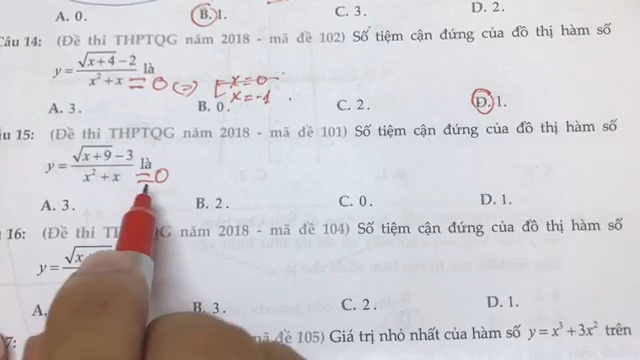 A. 0. B. 1. C. 3. D. 2.
Câu 14: (Đề thi THPTQG năm 2018 - mã đề 102) Số tiệm cận đứng của đồ thị hàm số
y = (√(x+4) − 2)/(x² + x) là = 0 ⇔ [ x = 0
x = -1
A. 3. B. 0. C. 2. D. 1.
15: (Đề thi THPTQG năm 2018 - mã đề 101) Số tiệm cận đứng của đồ thị hàm số
y = (√(x+9) − 3)/(x² + x) là = 0
A. 3. B. 2. C. 0. D. 1.
16: (Đề thi QG năm 2018 - mã đề 104) Số tiệm cận đứng của đồ thị hàm số
y = √x
A. B. 3. C. 2. D. 1.
7: mã đề 105) Giá trị nhỏ nhất của hàm số y = x³ + 3x² trên